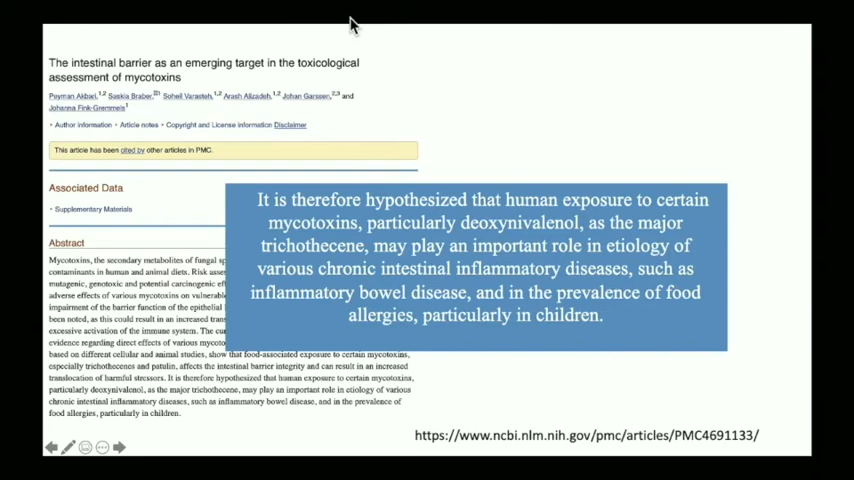 The intestinal barrier as an emerging target in the toxicological
assessment of mycotoxins
Peyman Akbari,1,2 Saskia Braber, 1 Soheil Varasteh,1,2 Arash Alizadeh,1,2 Johan Garssen,2,3 and
Johanna Fink-Gremmels1
• Author information • Article notes • Copyright and License information Disclaimer
This article has been cited by other articles in PMC.
Associated Data
• Supplementary Materials
Abstract
Mycotoxins, the secondary metabolites of fungal sp
contaminants in human and animal diets. Risk asses
mutagenic, genotoxic and potential carcinogenic ef
adverse effects of various mycotoxins on vulnerable
impairment of the barrier function of the epithelial
been noted, as this could result in an increased trans
excessive activation of the immune system. The cur
evidence regarding direct effects of various mycoto
based on different cellular and animal studies, show that food-associated exposure to certain mycotoxins,
especially trichothecenes and patulin, affects the intestinal barrier integrity and can result in an increased
translocation of harmful stressors. It is therefore hypothesized that human exposure to certain mycotoxins,
particularly deoxynivalenol, as the major trichothecene, may play an important role in etiology of various
chronic intestinal inflammatory diseases, such as inflammatory bowel disease, and in the prevalence of
food allergies, particularly in children.
It is therefore hypothesized that human exposure to certain
mycotoxins, particularly deoxynivalenol, as the major
trichothecene, may play an important role in etiology of
various chronic intestinal inflammatory diseases, such as
inflammatory bowel disease, and in the prevalence of food
allergies, particularly in children.
https://www.ncbi.nlm.nih.gov/pmc/articles/PMC4691133/